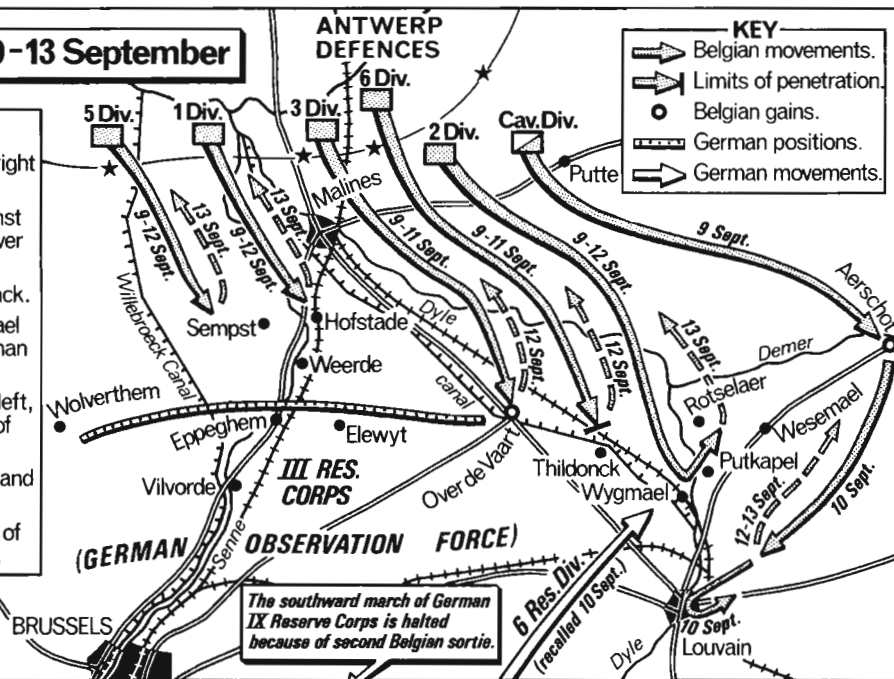 -13 September
ANTWERP
DEFENCES
KEY
Belgian movements.
Limits of penetration.
Belgian gains.
German positions.
German movements.
right
nst
ver
ck.
ael
man
left,
of
and
of
5 Div.
1 Div.
3 Div.
6 Div.
2 Div.
Cav. Div.
Putte
Malines
9-12 Sept.
13 Sept.
9-12 Sept.
13 Sept.
9-11 Sept.
9-11 Sept.
9-12 Sept.
9 Sept.
Aerschot
Willebroeck Canal
Sempst
Hofstade
Dyle
canal
12 Sept.
12 Sept.
13 Sept.
Demer
Weerde
Rotselaer
Wesemael
Wolverthem
Eppeghem
Elewyt
Over de Vaart
Thildonck
Putkapel
Wygmael
10 Sept.
12-13 Sept.
Vilvorde
III RES.
CORPS
Senne
(GERMAN OBSERVATION FORCE)
6 Res. Div.
(recalled 10 Sept.)
The southward march of German
IX Reserve Corps is halted
because of second Belgian sortie.
BRUSSELS
10 Sept.
Louvain
Dyle